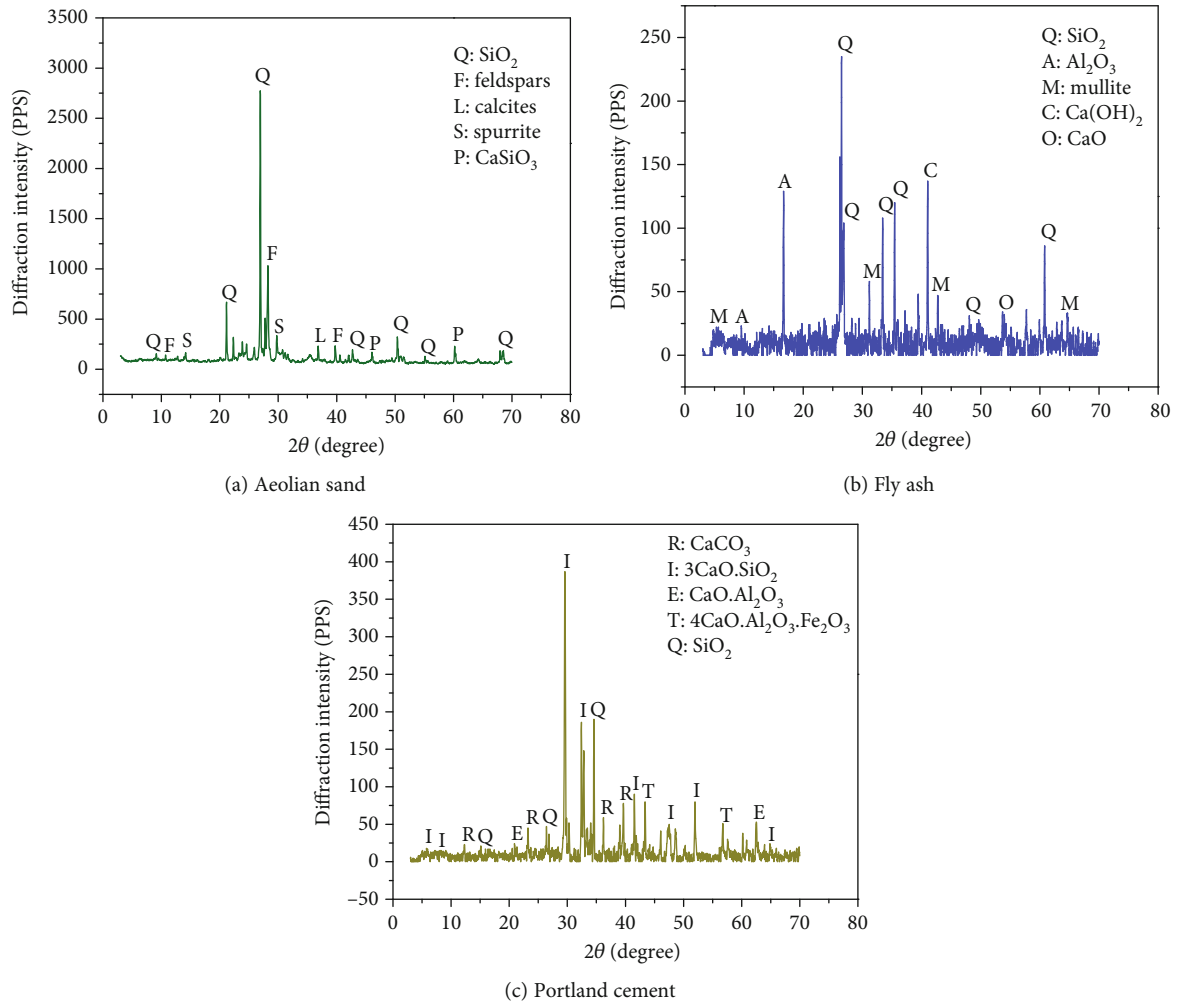 3500
3000
2500
2000
1500
1000
500
0
Diffraction intensity (PPS)
Q: SiO₂
F: feldspars
L: calcites
S: spurrite
P: CaSiO₃
Q
F
Q
Q F S
S
L F Q P
Q
Q
P
Q
0 10 20 30 40 50 60 70 80
2θ (degree)
(a) Aeolian sand
250
200
150
100
50
0
Diffraction intensity (PPS)
Q: SiO₂
A: Al₂O₃
M: mullite
C: Ca(OH)₂
O: CaO
Q
A
C
Q
Q Q
Q
M
M
M A
Q O M
0 10 20 30 40 50 60 70 80
2θ (degree)
(b) Fly ash
450
400
350
300
250
200
150
100
50
0
−50
Diffraction intensity (PPS)
R: CaCO₃
I: 3CaO.SiO₂
E: CaO.Al₂O₃
T: 4CaO.Al₂O₃.Fe₂O₃
Q: SiO₂
I
I Q
I I R Q E R Q
R R I T
I
I
T E I
0 10 20 30 40 50 60 70 80
2θ (degree)
(c) Portland cement